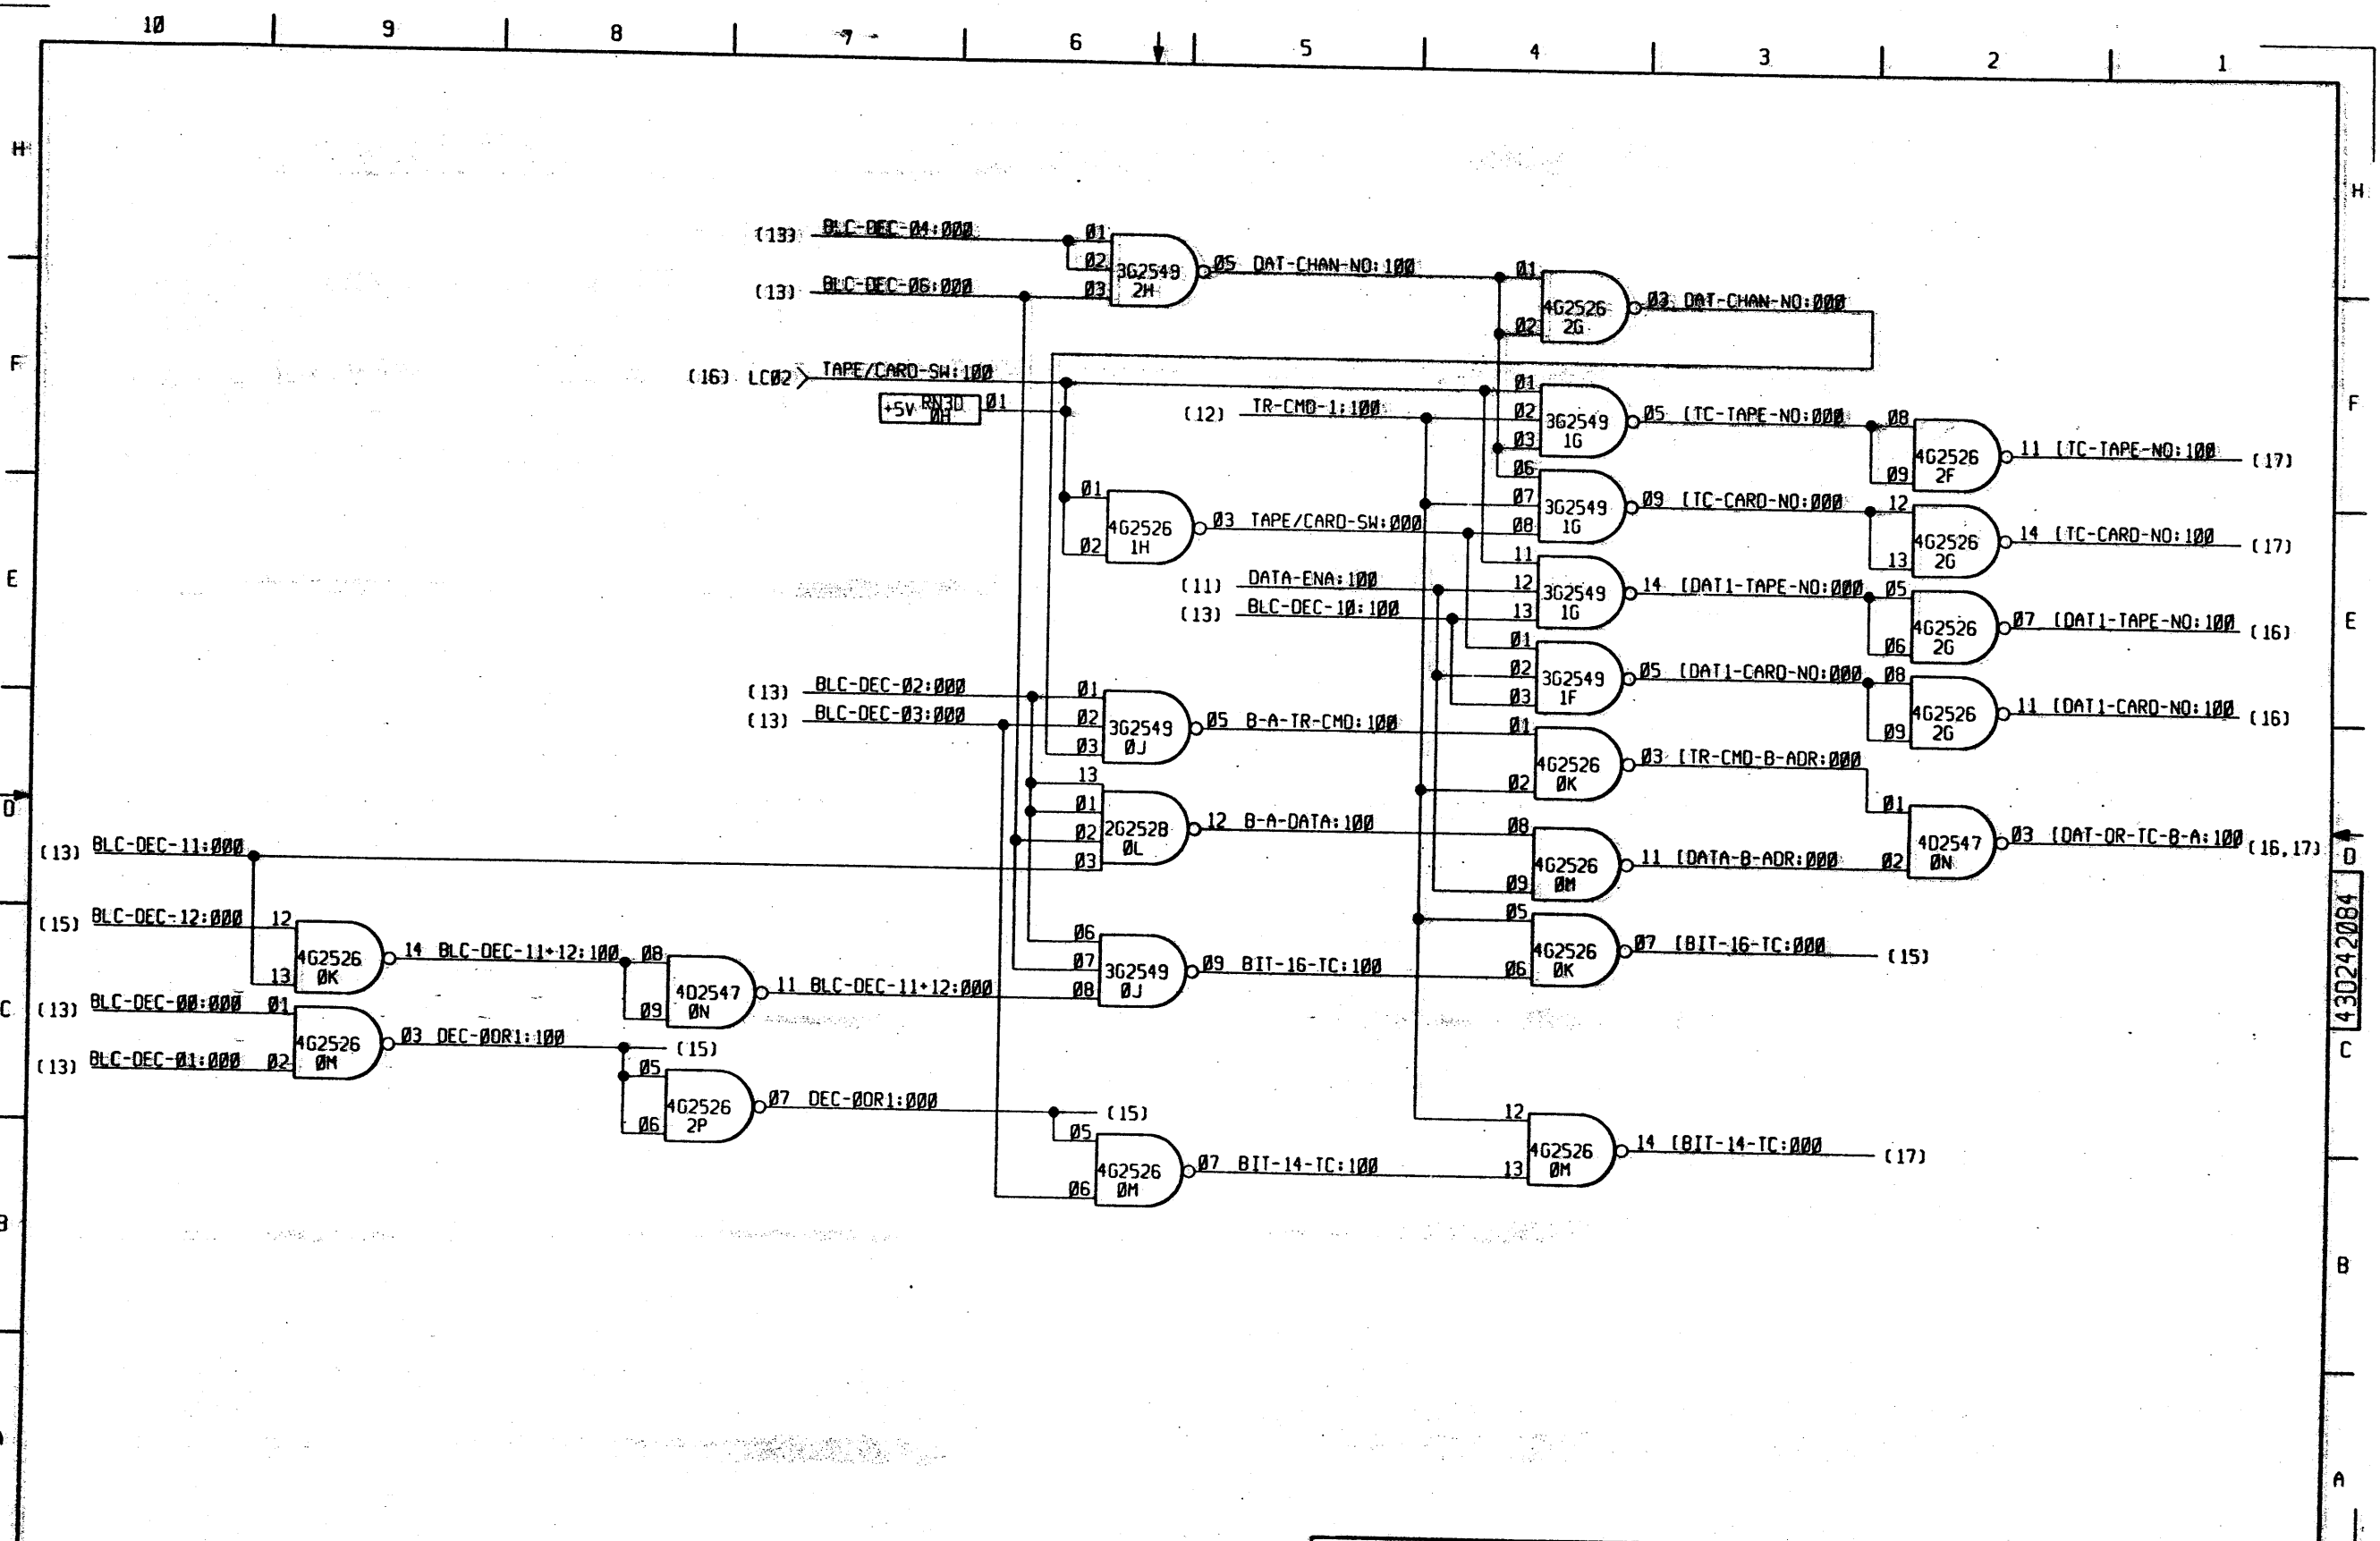 10 9 8 7 6 5 4 3 2 1
H H
(13) BLC-DEC-04:000 01
02 3G2549 05 DAT-CHAN-NO:100 01
2H
(13) BLC-DEC-06:000 03
4G2526 03 DAT-CHAN-NO:000
02 2G
F F
(16) LC02 TAPE/CARD-SW:100 01
+5V RN3D 01
0H
(12) TR-CMD-1:100 02 3G2549 05 [TC-TAPE-NO:000 08
03 1G
4G2526 11 [TC-TAPE-NO:100 (17)
09 2F
06
01 07 3G2549 09 [TC-CARD-NO:000 12
4G2526 03 TAPE/CARD-SW:000 08 1G
02 1H
4G2526 14 [TC-CARD-NO:100 (17)
13 2G
E E
11
(11) DATA-ENA:100 12 3G2549 14 [DAT1-TAPE-NO:000 05
(13) BLC-DEC-10:100 13 1G
4G2526 07 [DAT1-TAPE-NO:100 (16)
06 2G
01
02 3G2549 05 [DAT1-CARD-NO:000 08
03 1F
4G2526 11 [DAT1-CARD-NO:100 (16)
09 2G
(13) BLC-DEC-02:000 01
(13) BLC-DEC-03:000 02 3G2549 05 B-A-TR-CMD:100 01
03 0J
4G2526 03 [TR-CMD-B-ADR:000
02 0K
D D
13
01
02 2G2528 12 B-A-DATA:100 08
03 0L
01
4D2547 03 [DAT-OR-TC-B-A:100 (16,17)
02 0N
4G2526 11 [DATA-B-ADR:000
09 0M
(13) BLC-DEC-11:000
(15) BLC-DEC-12:000 12
4G2526 14 BLC-DEC-11+12:100 08
13 0K
4D2547 11 BLC-DEC-11+12:000
09 0N
06
07 3G2549 09 BIT-16-TC:100
08 0J
05
4G2526 07 [BIT-16-TC:000 (15)
06 0K
43D242084
C C
(13) BLC-DEC-00:000 01
4G2526 03 DEC-0OR1:100 (15)
(13) BLC-DEC-01:000 02 0M
05
4G2526 07 DEC-0OR1:000 (15)
06 2P
05
4G2526 07 BIT-14-TC:100
06 0M
12
4G2526 14 [BIT-14-TC:000 (17)
13 0M
B B
A